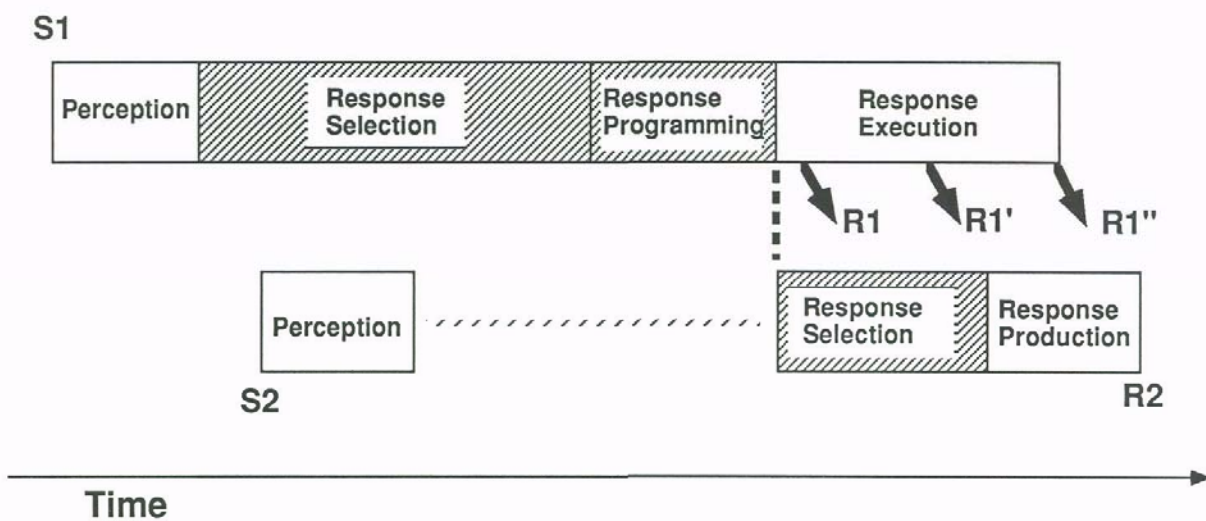 S1
Perception
Response
Selection
Response
Programming
Response
Execution
R1
R1'
R1"
Perception
Response
Selection
Response
Production
S2
R2
Time